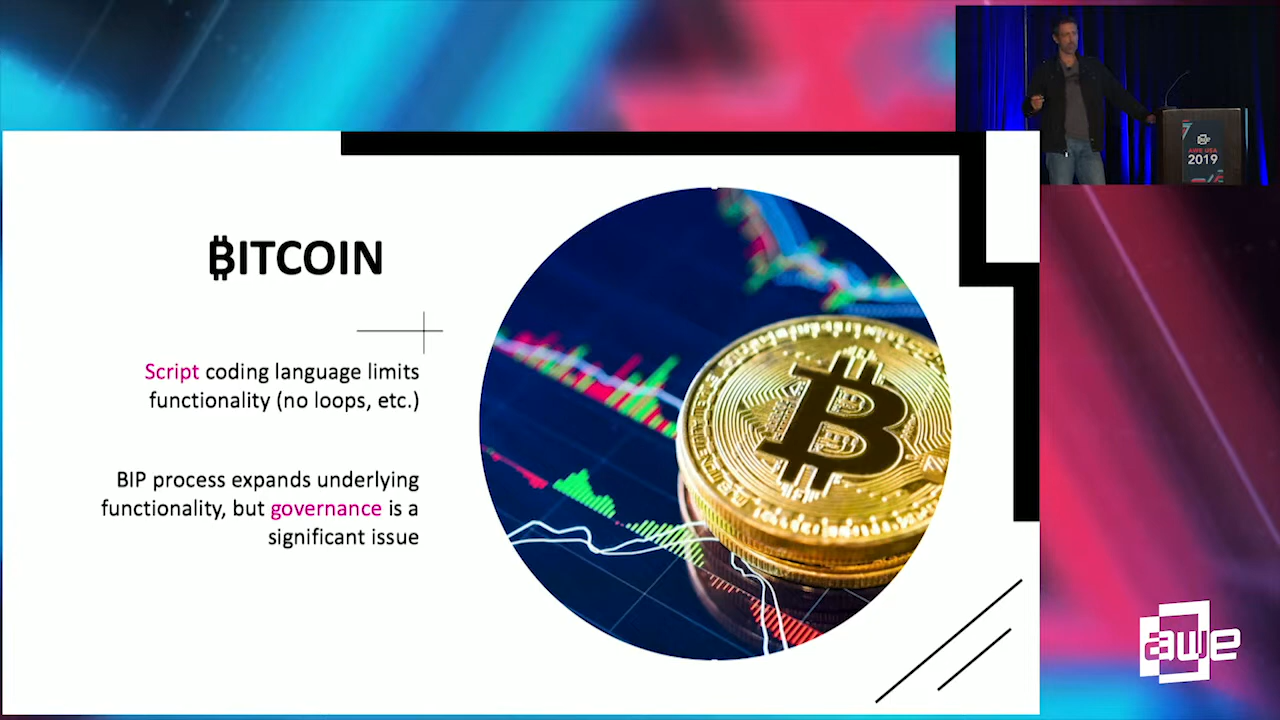 ₿ITCOIN
Script coding language limits
functionality (no loops, etc.)
BIP process expands underlying
functionality, but governance is a
significant issue
AWE USA
2019
awe